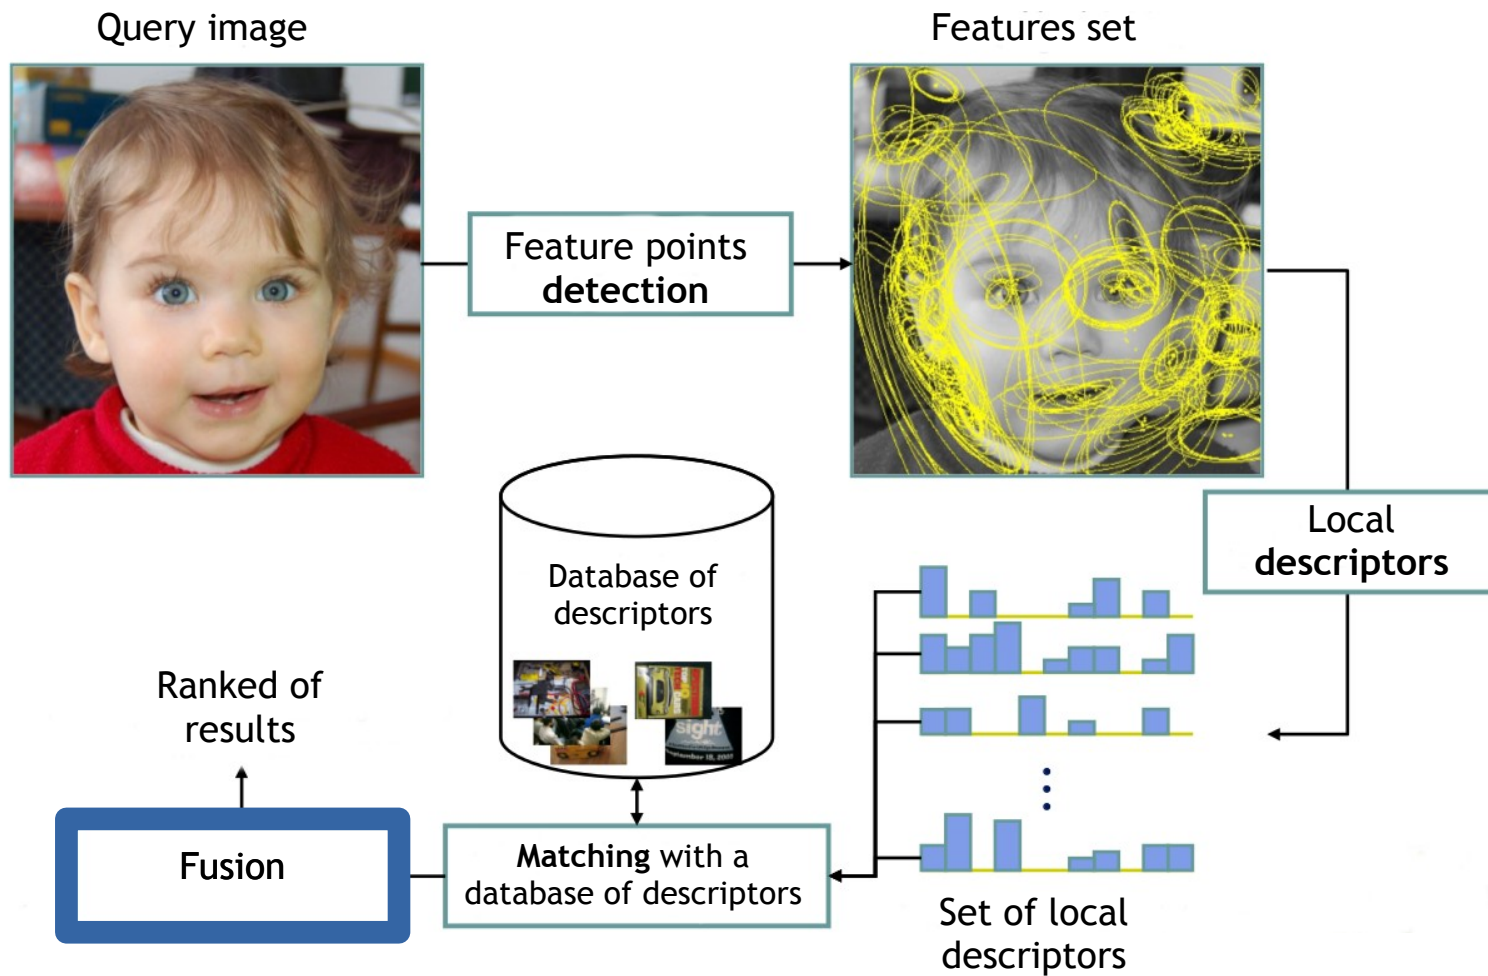 Query image
Features set
Feature points
detection
Local
descriptors
Database of
descriptors
sight
Ranked of
results
Fusion
Matching with a
database of descriptors
Set of local
descriptors